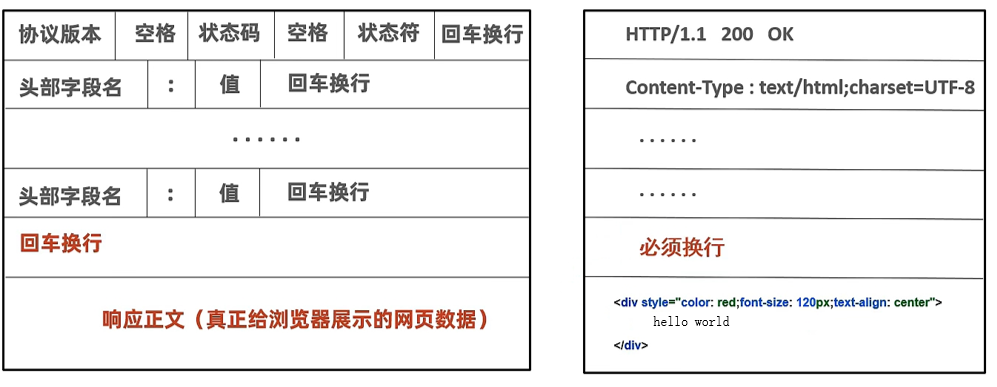 协议版本 空格 状态码 空格 状态符 回车换行
头部字段名 : 值 回车换行
......
头部字段名 : 值 回车换行
回车换行
响应正文（真正给浏览器展示的网页数据）
HTTP/1.1 200 OK
Content-Type : text/html;charset=UTF-8
......
......
必须换行
<div style="color: red;font-size: 120px;text-align: center">
hello world
</div>